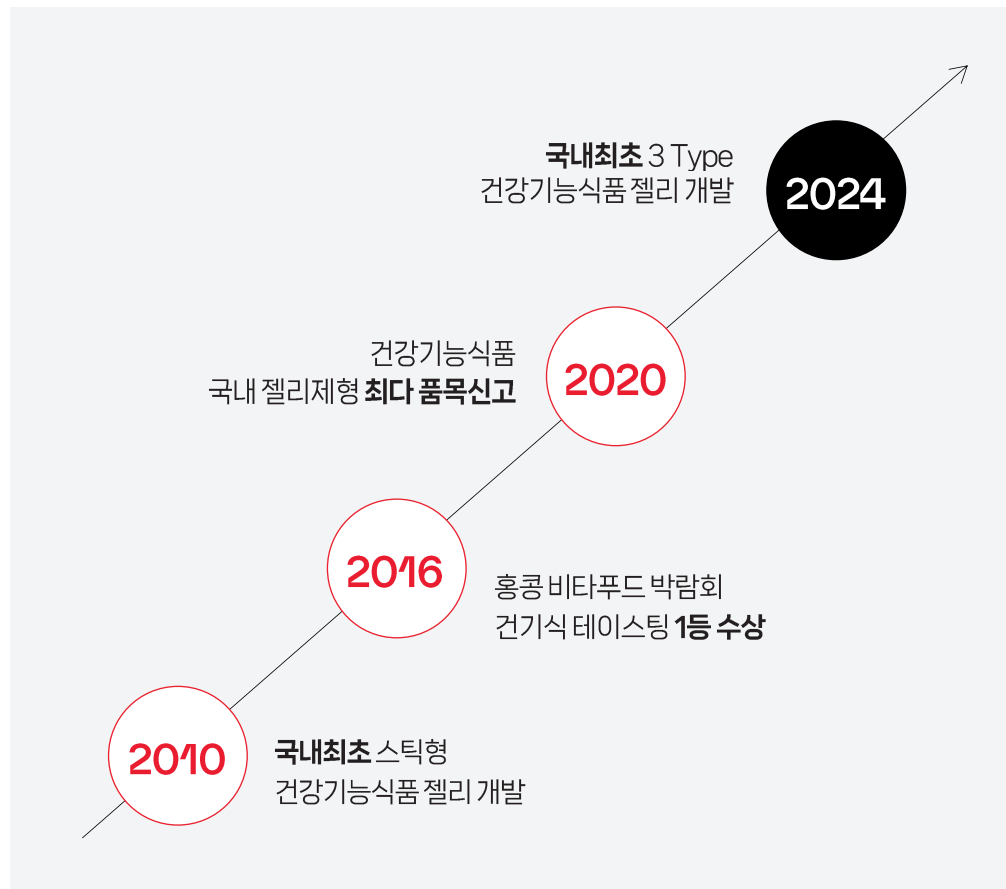 국내최초 3 Type
건강기능식품 젤리 개발
2024
건강기능식품
국내 젤리제형 최다 품목신고
2020
2016
홍콩 비타푸드 박람회
건기식 테이스팅 1등 수상
2010
국내최초 스틱형
건강기능식품 젤리 개발